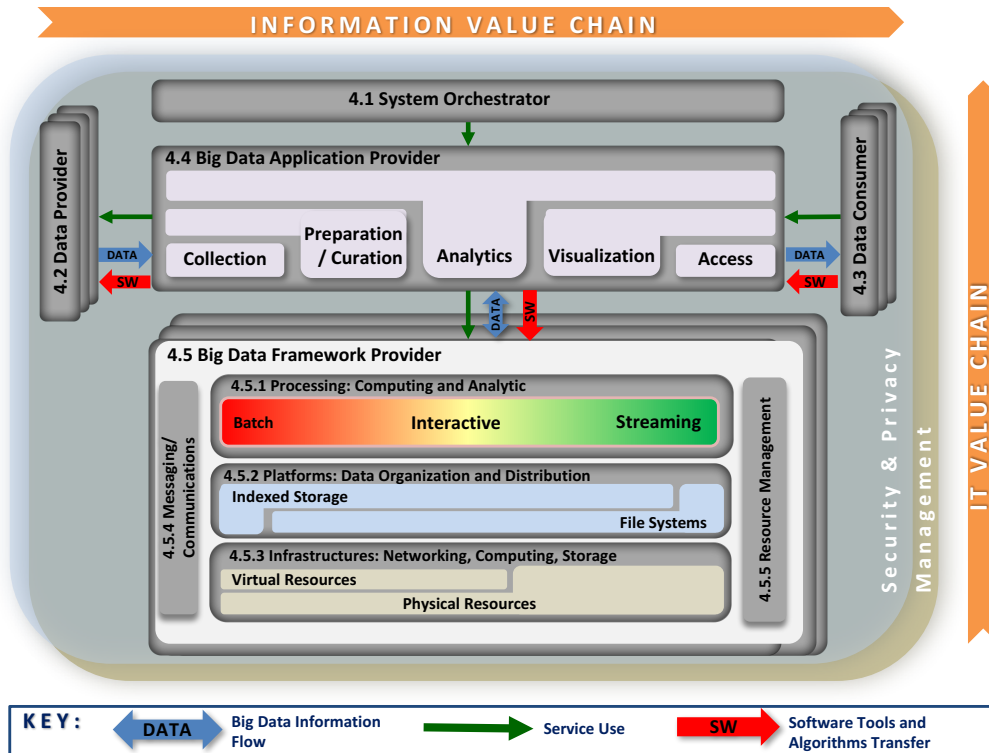 INFORMATION VALUE CHAIN
4.1 System Orchestrator
4.2 Data Provider
4.4 Big Data Application Provider
Collection
Preparation
/ Curation
Analytics
Visualization
Access
4.3 Data Consumer
DATA
SW
DATA
SW
DATA
SW
4.5 Big Data Framework Provider
4.5.4 Messaging/
Communications
4.5.1 Processing: Computing and Analytic
Batch
Interactive
Streaming
4.5.2 Platforms: Data Organization and Distribution
Indexed Storage
File Systems
4.5.3 Infrastructures: Networking, Computing, Storage
Virtual Resources
Physical Resources
4.5.5 Resource Management
Security & Privacy
Management
IT VALUE CHAIN
KEY:
DATA
Big Data Information
Flow
Service Use
SW
Software Tools and
Algorithms Transfer